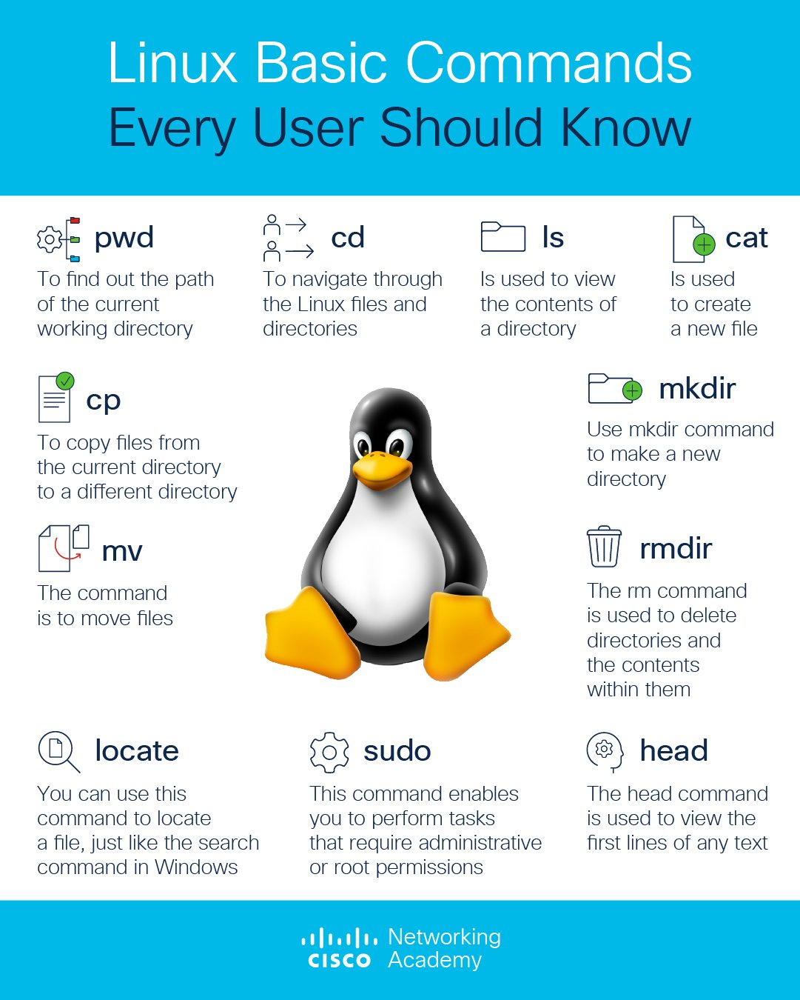 Linux Basic Commands
Every User Should Know
pwd
To find out the path
of the current
working directory
cd
To navigate through
the Linux files and
directories
ls
Is used to view
the contents of
a directory
cat
Is used
to create
a new file
cp
To copy files from
the current directory
to a different directory
mkdir
Use mkdir command
to make a new
directory
mv
The command
is to move files
rmdir
The rm command
is used to delete
directories and
the contents
within them
locate
You can use this
command to locate
a file, just like the search
command in Windows
sudo
This command enables
you to perform tasks
that require administrative
or root permissions
head
The head command
is used to view the
first lines of any text
CISCO
Networking
Academy